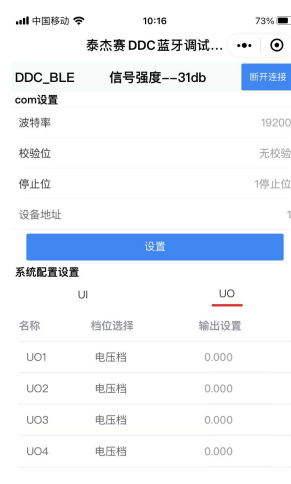 中国移动 10:16 73%
泰杰赛DDC蓝牙调试...
DDC_BLE 信号强度--31db 断开连接
com设置
波特率 19200
校验位 无校验
停止位 1停止位
设备地址 1
设置
系统配置设置
UI UO
名称 档位选择 输出设置
UO1 电压档 0.000
UO2 电压档 0.000
UO3 电压档 0.000
UO4 电压档 0.000